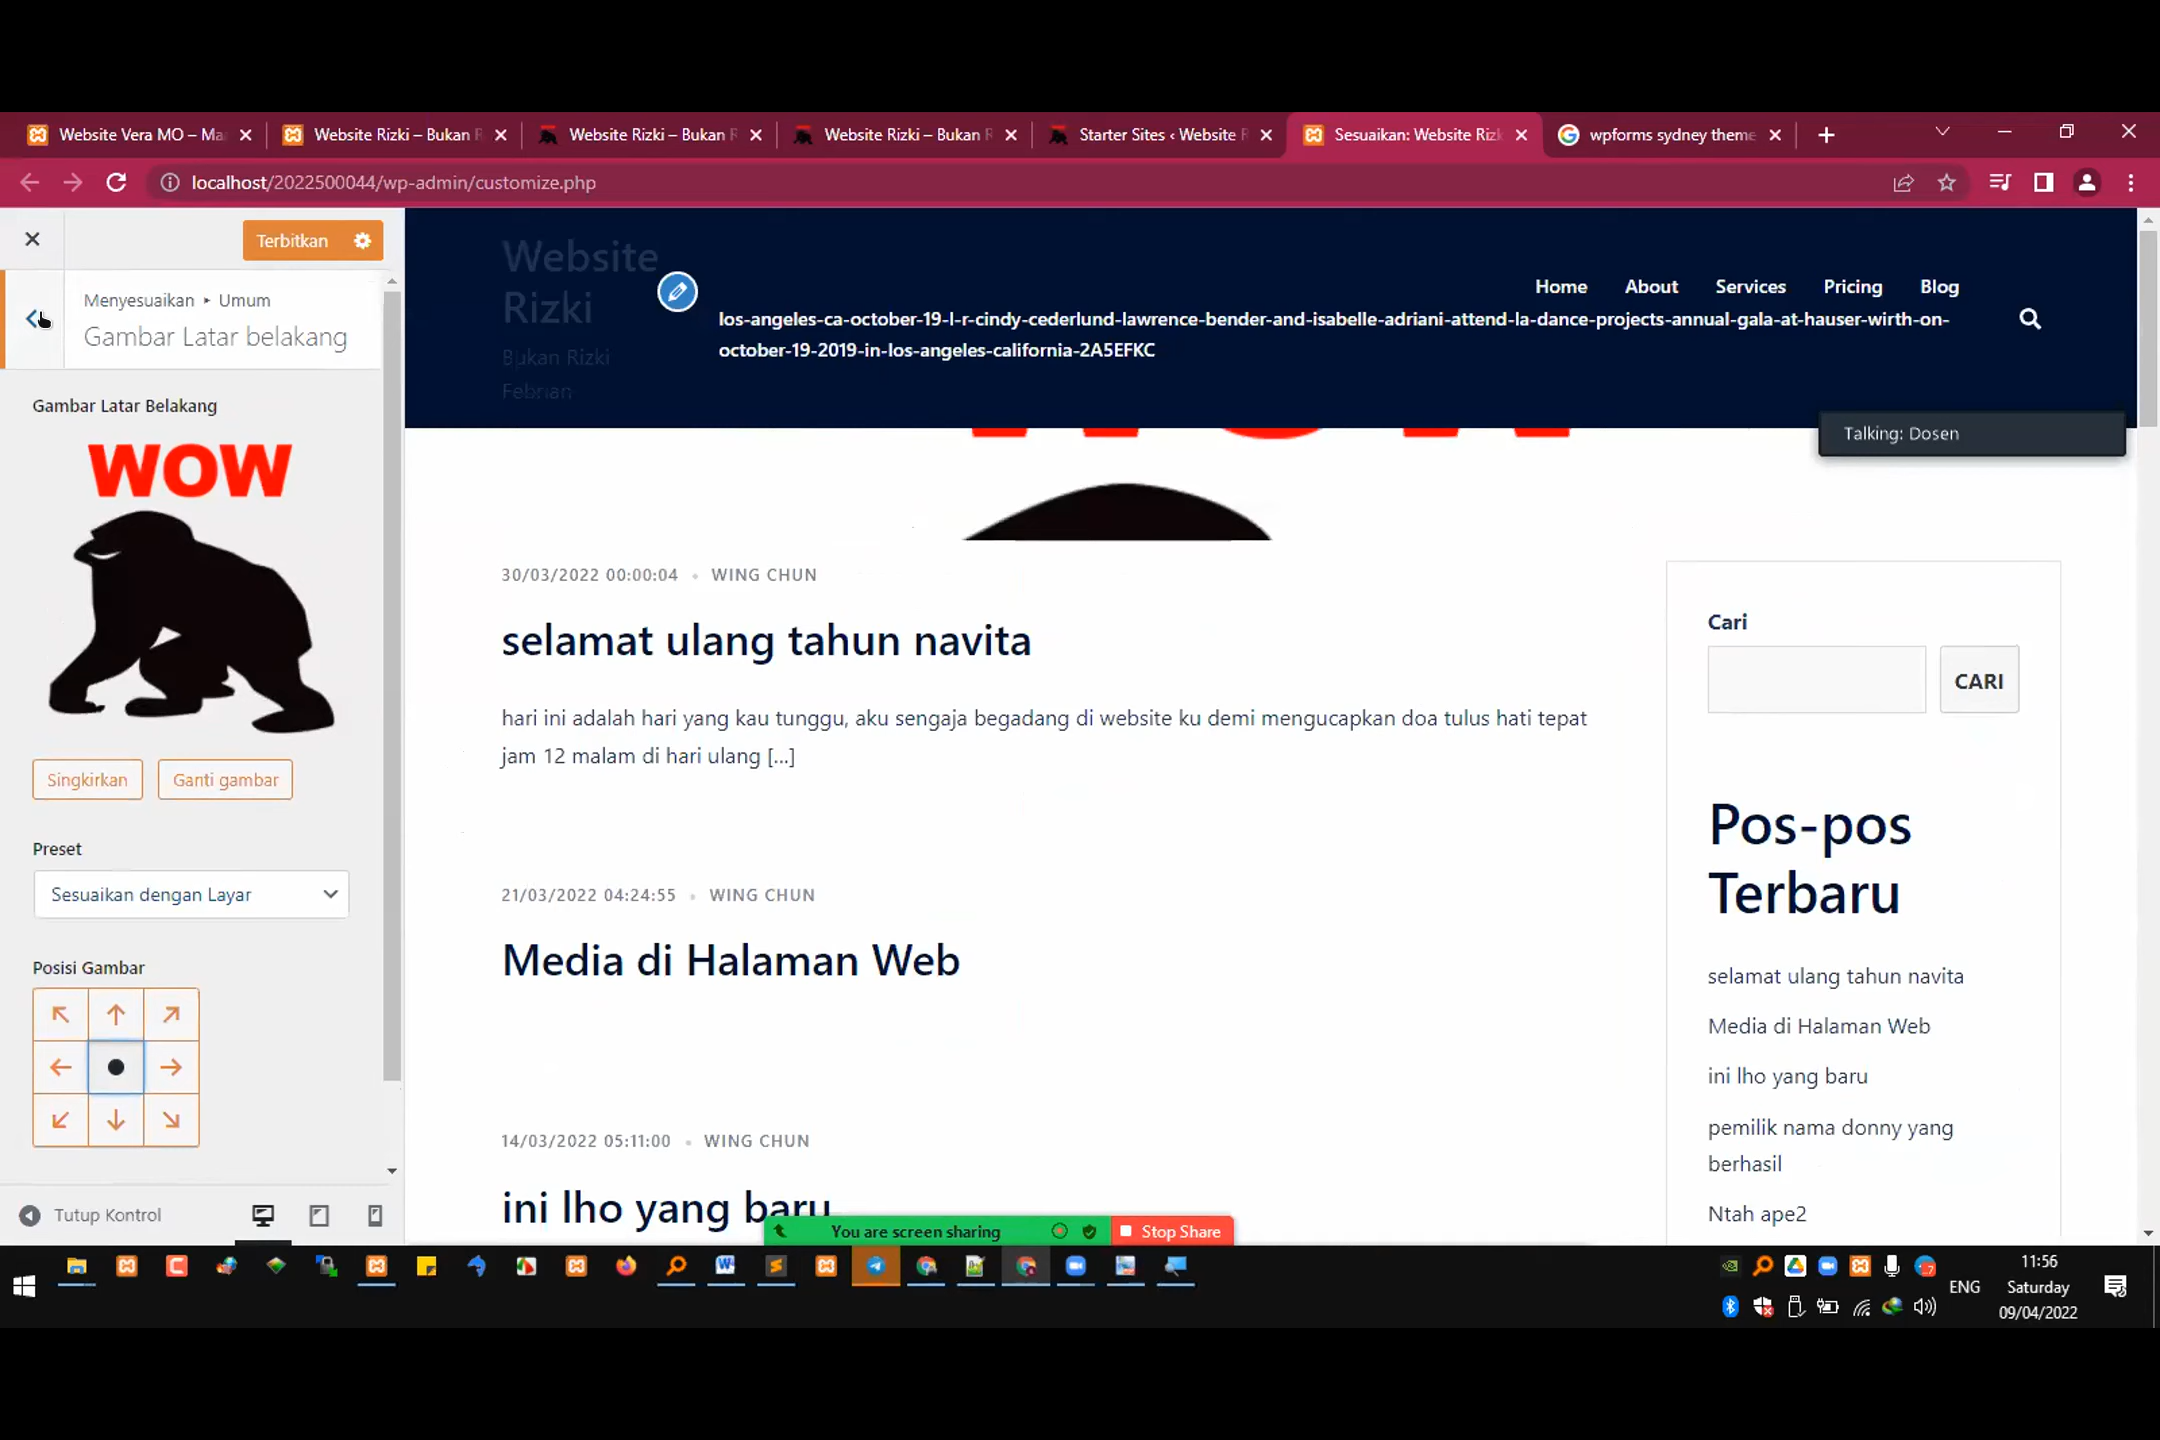 Website Vera MO – Ma
Website Rizki – Bukan R
Website Rizki – Bukan R
Website Rizki – Bukan R
Starter Sites ‹ Website R
Sesuaikan: Website Rizk
wpforms sydney theme
localhost/2022500044/wp-admin/customize.php
Terbitkan
Menyesuaikan ▸ Umum
Gambar Latar belakang
Gambar Latar Belakang
WOW
Singkirkan
Ganti gambar
Preset
Sesuaikan dengan Layar
Posisi Gambar
Tutup Kontrol
Website
Rizki
Bukan Rizki
Febrian
Home
About
Services
Pricing
Blog
los-angeles-ca-october-19-l-r-cindy-cederlund-lawrence-bender-and-isabelle-adriani-attend-la-dance-projects-annual-gala-at-hauser-wirth-on-
october-19-2019-in-los-angeles-california-2A5EFKC
Talking: Dosen
30/03/2022 00:00:04 • WING CHUN
selamat ulang tahun navita
hari ini adalah hari yang kau tunggu, aku sengaja begadang di website ku demi mengucapkan doa tulus hati tepat
jam 12 malam di hari ulang [...]
21/03/2022 04:24:55 • WING CHUN
Media di Halaman Web
14/03/2022 05:11:00 • WING CHUN
ini lho yang baru
Cari
CARI
Pos-pos
Terbaru
selamat ulang tahun navita
Media di Halaman Web
ini lho yang baru
pemilik nama donny yang
berhasil
Ntah ape2
You are screen sharing
Stop Share
ENG
11:56
Saturday
09/04/2022